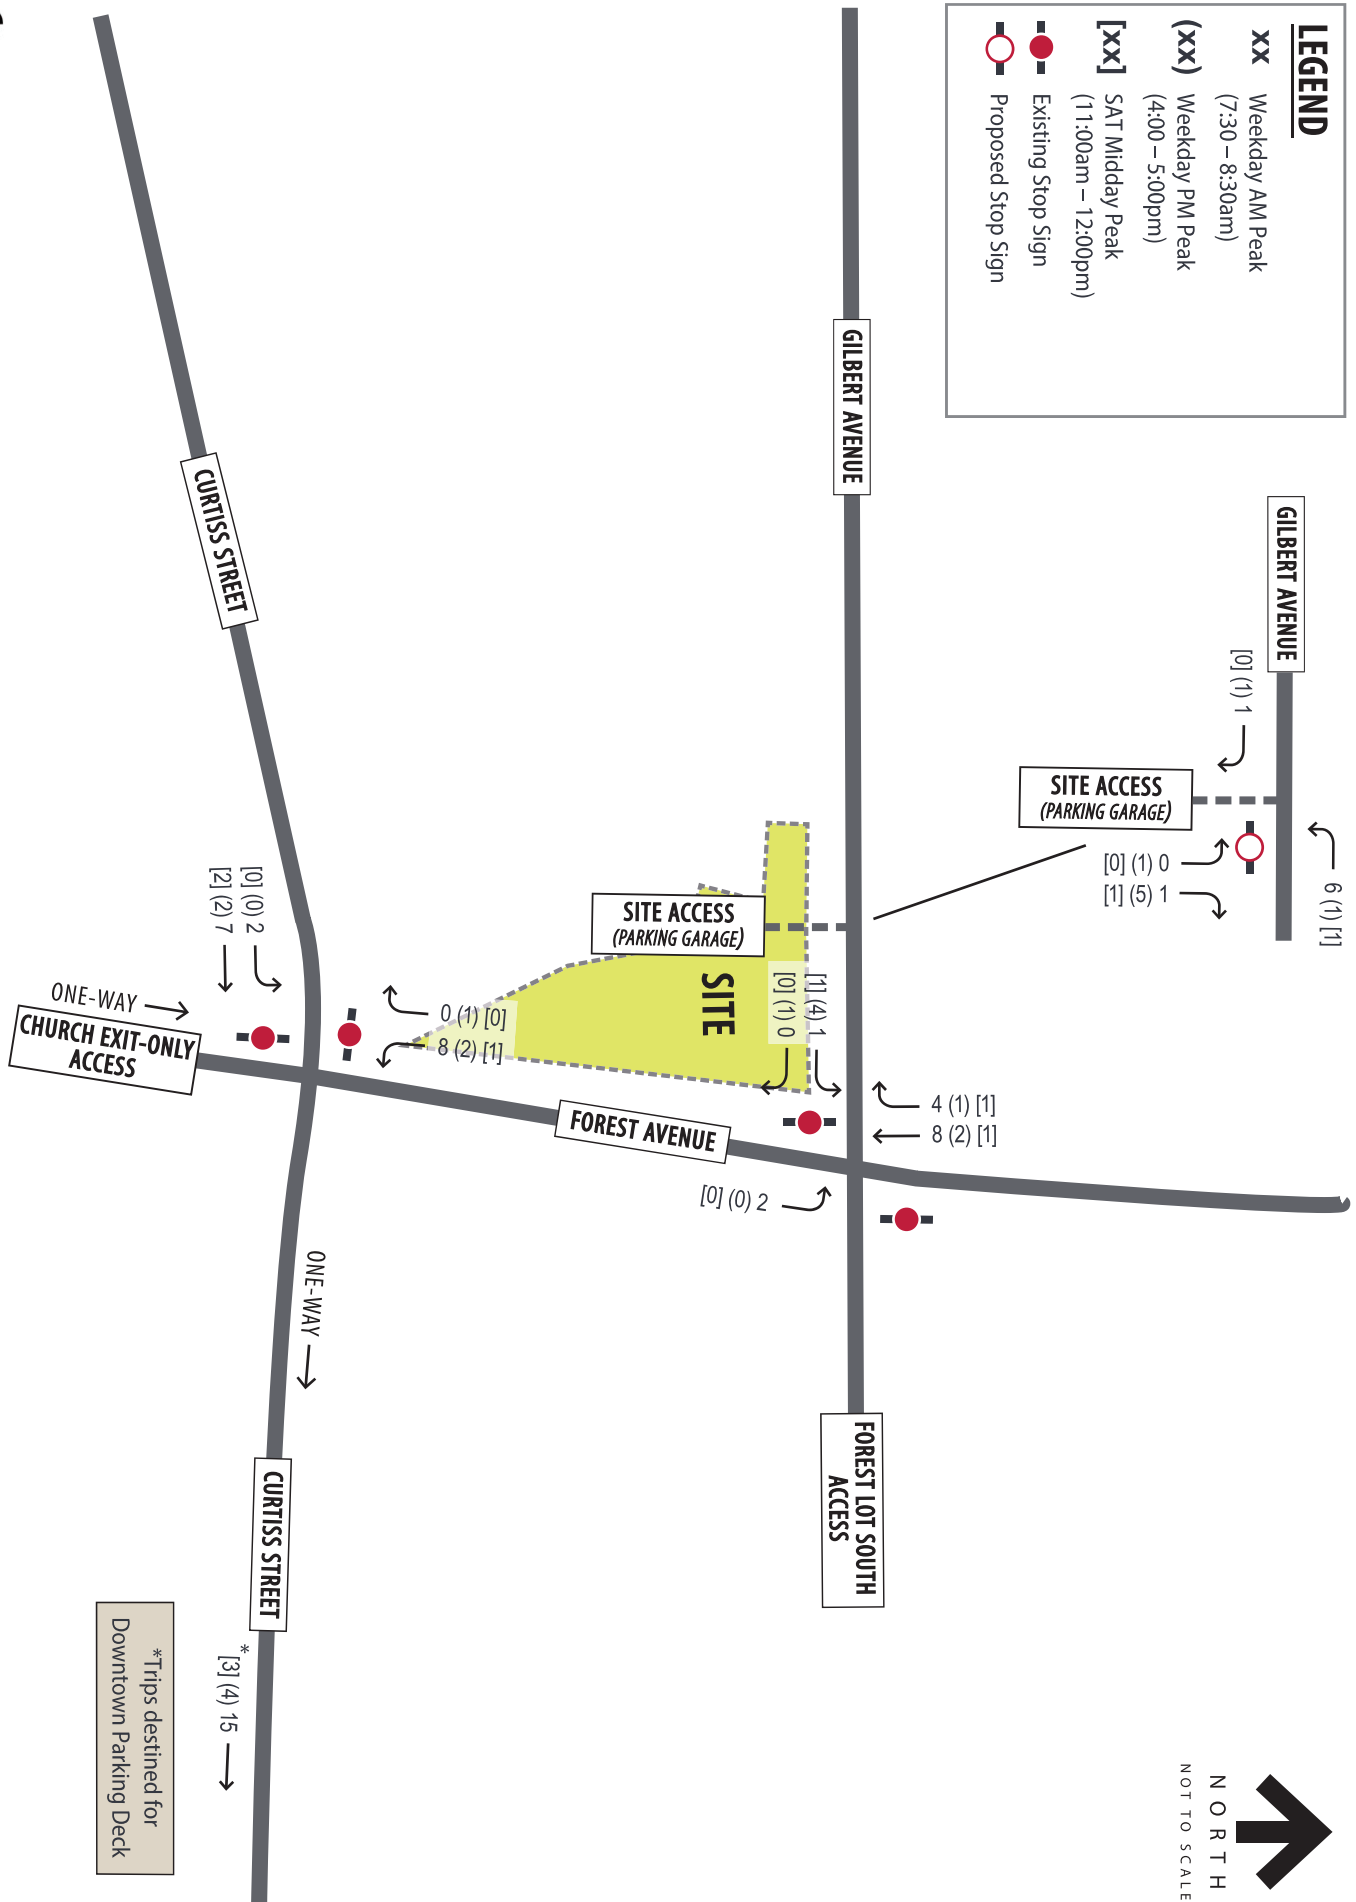 LEGEND
XX
Weekday AM Peak
(7:30 – 8:30am)
(XX)
Weekday PM Peak
(4:00 – 5:00pm)
[XX]
SAT Midday Peak
(11:00am – 12:00pm)
Existing Stop Sign
Proposed Stop Sign
GILBERT AVENUE
[0] (1) 1
6 (1) [1]
SITE ACCESS
(PARKING GARAGE)
[0] (1) 0
[1] (5) 1
GILBERT AVENUE
SITE ACCESS
(PARKING GARAGE)
SITE
[1] (4) 1
[0] (1) 0
4 (1) [1]
8 (2) [1]
[0] (0) 2
FOREST AVENUE
FOREST LOT SOUTH
ACCESS
CURTISS STREET
[0] (0) 2
[2] (2) 7
0 (1) [0]
8 (2) [1]
ONE-WAY
CHURCH EXIT-ONLY
ACCESS
ONE-WAY
CURTISS STREET
*
[3] (4) 15
*Trips destined for
Downtown Parking Deck
NORTH
NOT TO SCALE